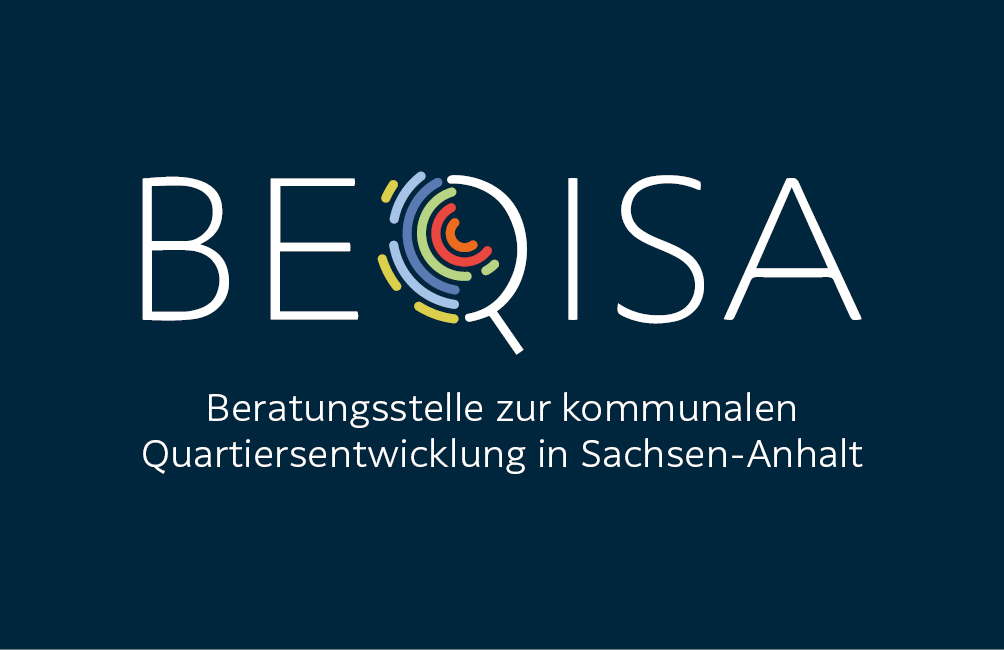 BEQISA
Beratungsstelle zur kommunalen
Quartiersentwicklung in Sachsen-Anhalt